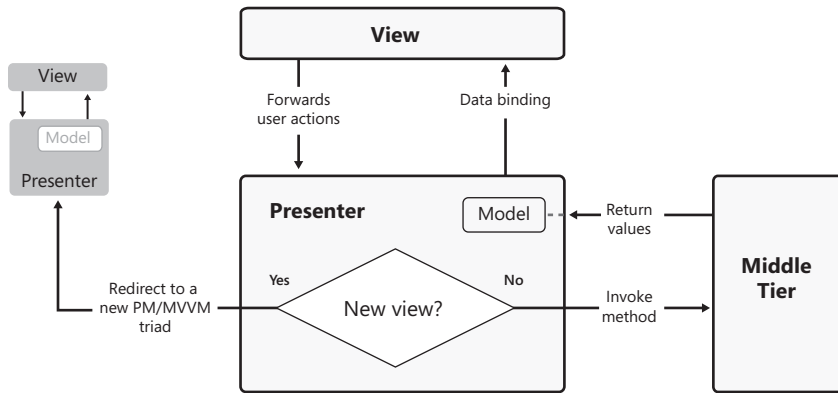 View
Forwards
user actions
Data binding
View
Model
Presenter
Presenter
Model
Return
values
Middle
Tier
Yes
New view?
No
Redirect to a
new PM/MVVM
triad
Invoke
method